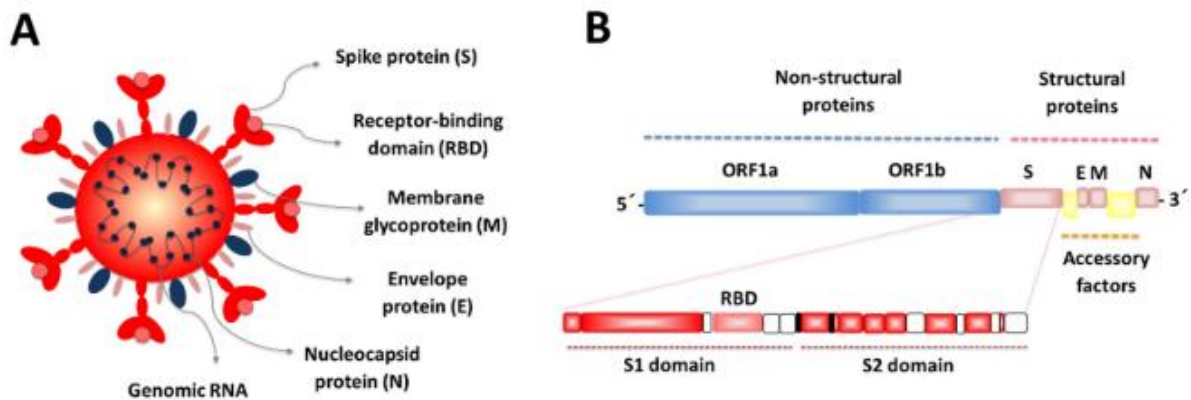 A
Spike protein (S)
Receptor-binding
domain (RBD)
Membrane
glycoprotein (M)
Envelope
protein (E)
Nucleocapsid
protein (N)
Genomic RNA
B
Non-structural
proteins
Structural
proteins
ORF1a
ORF1b
S
E M
N
5´
- 3´
Accessory
factors
RBD
S1 domain
S2 domain